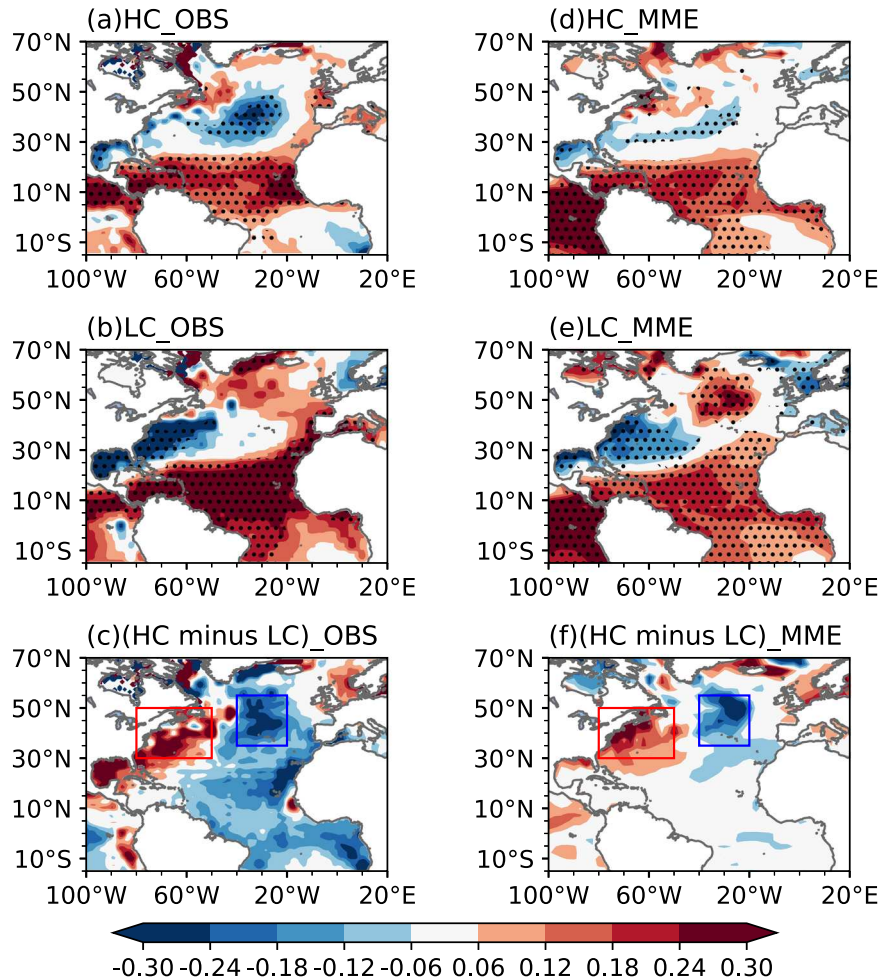 (a)HC_OBS
(d)HC_MME
70°N
50°N
30°N
10°N
10°S
100°W 60°W 20°W 20°E
70°N
50°N
30°N
10°N
10°S
100°W 60°W 20°W 20°E
(b)LC_OBS
(e)LC_MME
70°N
50°N
30°N
10°N
10°S
100°W 60°W 20°W 20°E
70°N
50°N
30°N
10°N
10°S
100°W 60°W 20°W 20°E
(c)(HC minus LC)_OBS
(f)(HC minus LC)_MME
70°N
50°N
30°N
10°N
10°S
100°W 60°W 20°W 20°E
70°N
50°N
30°N
10°N
10°S
100°W 60°W 20°W 20°E
-0.30 -0.24 -0.18 -0.12 -0.06 0.06 0.12 0.18 0.24 0.30